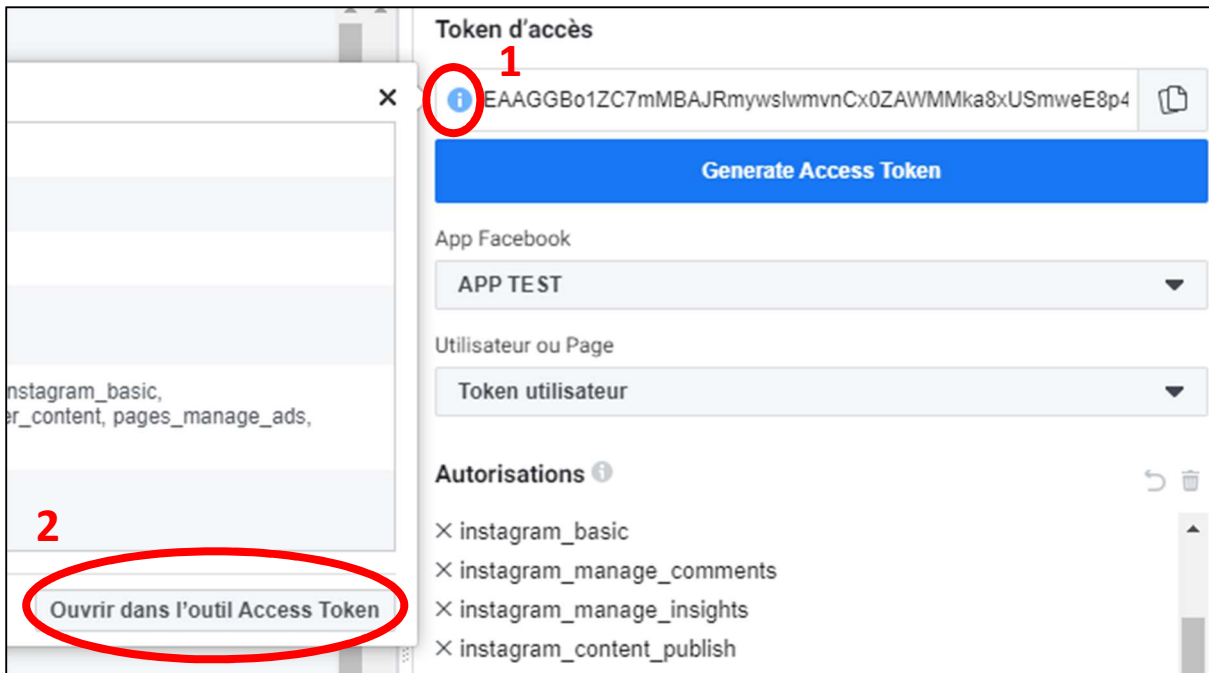 Token d’accès
1
EAAGGBo1ZC7mMBAJRmywslwmvnCx0ZAWMMka8xUSmweE8p4
Generate Access Token
App Facebook
APP TEST
Utilisateur ou Page
Token utilisateur
nstagram_basic,
er_content, pages_manage_ads,
Autorisations
instagram_basic
instagram_manage_comments
instagram_manage_insights
instagram_content_publish
2
Ouvrir dans l’outil Access Token